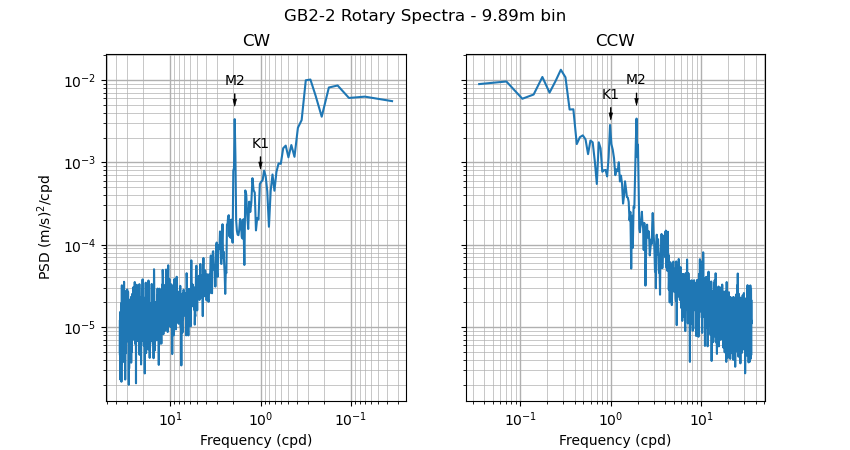 GB2-2 Rotary Spectra - 9.89m bin
CW
CCW
PSD (m/s)²/cpd
10⁻²
10⁻³
10⁻⁴
10⁻⁵
M2
K1
10¹
10⁰
10⁻¹
Frequency (cpd)
K1
M2
10⁻¹
10⁰
10¹
Frequency (cpd)